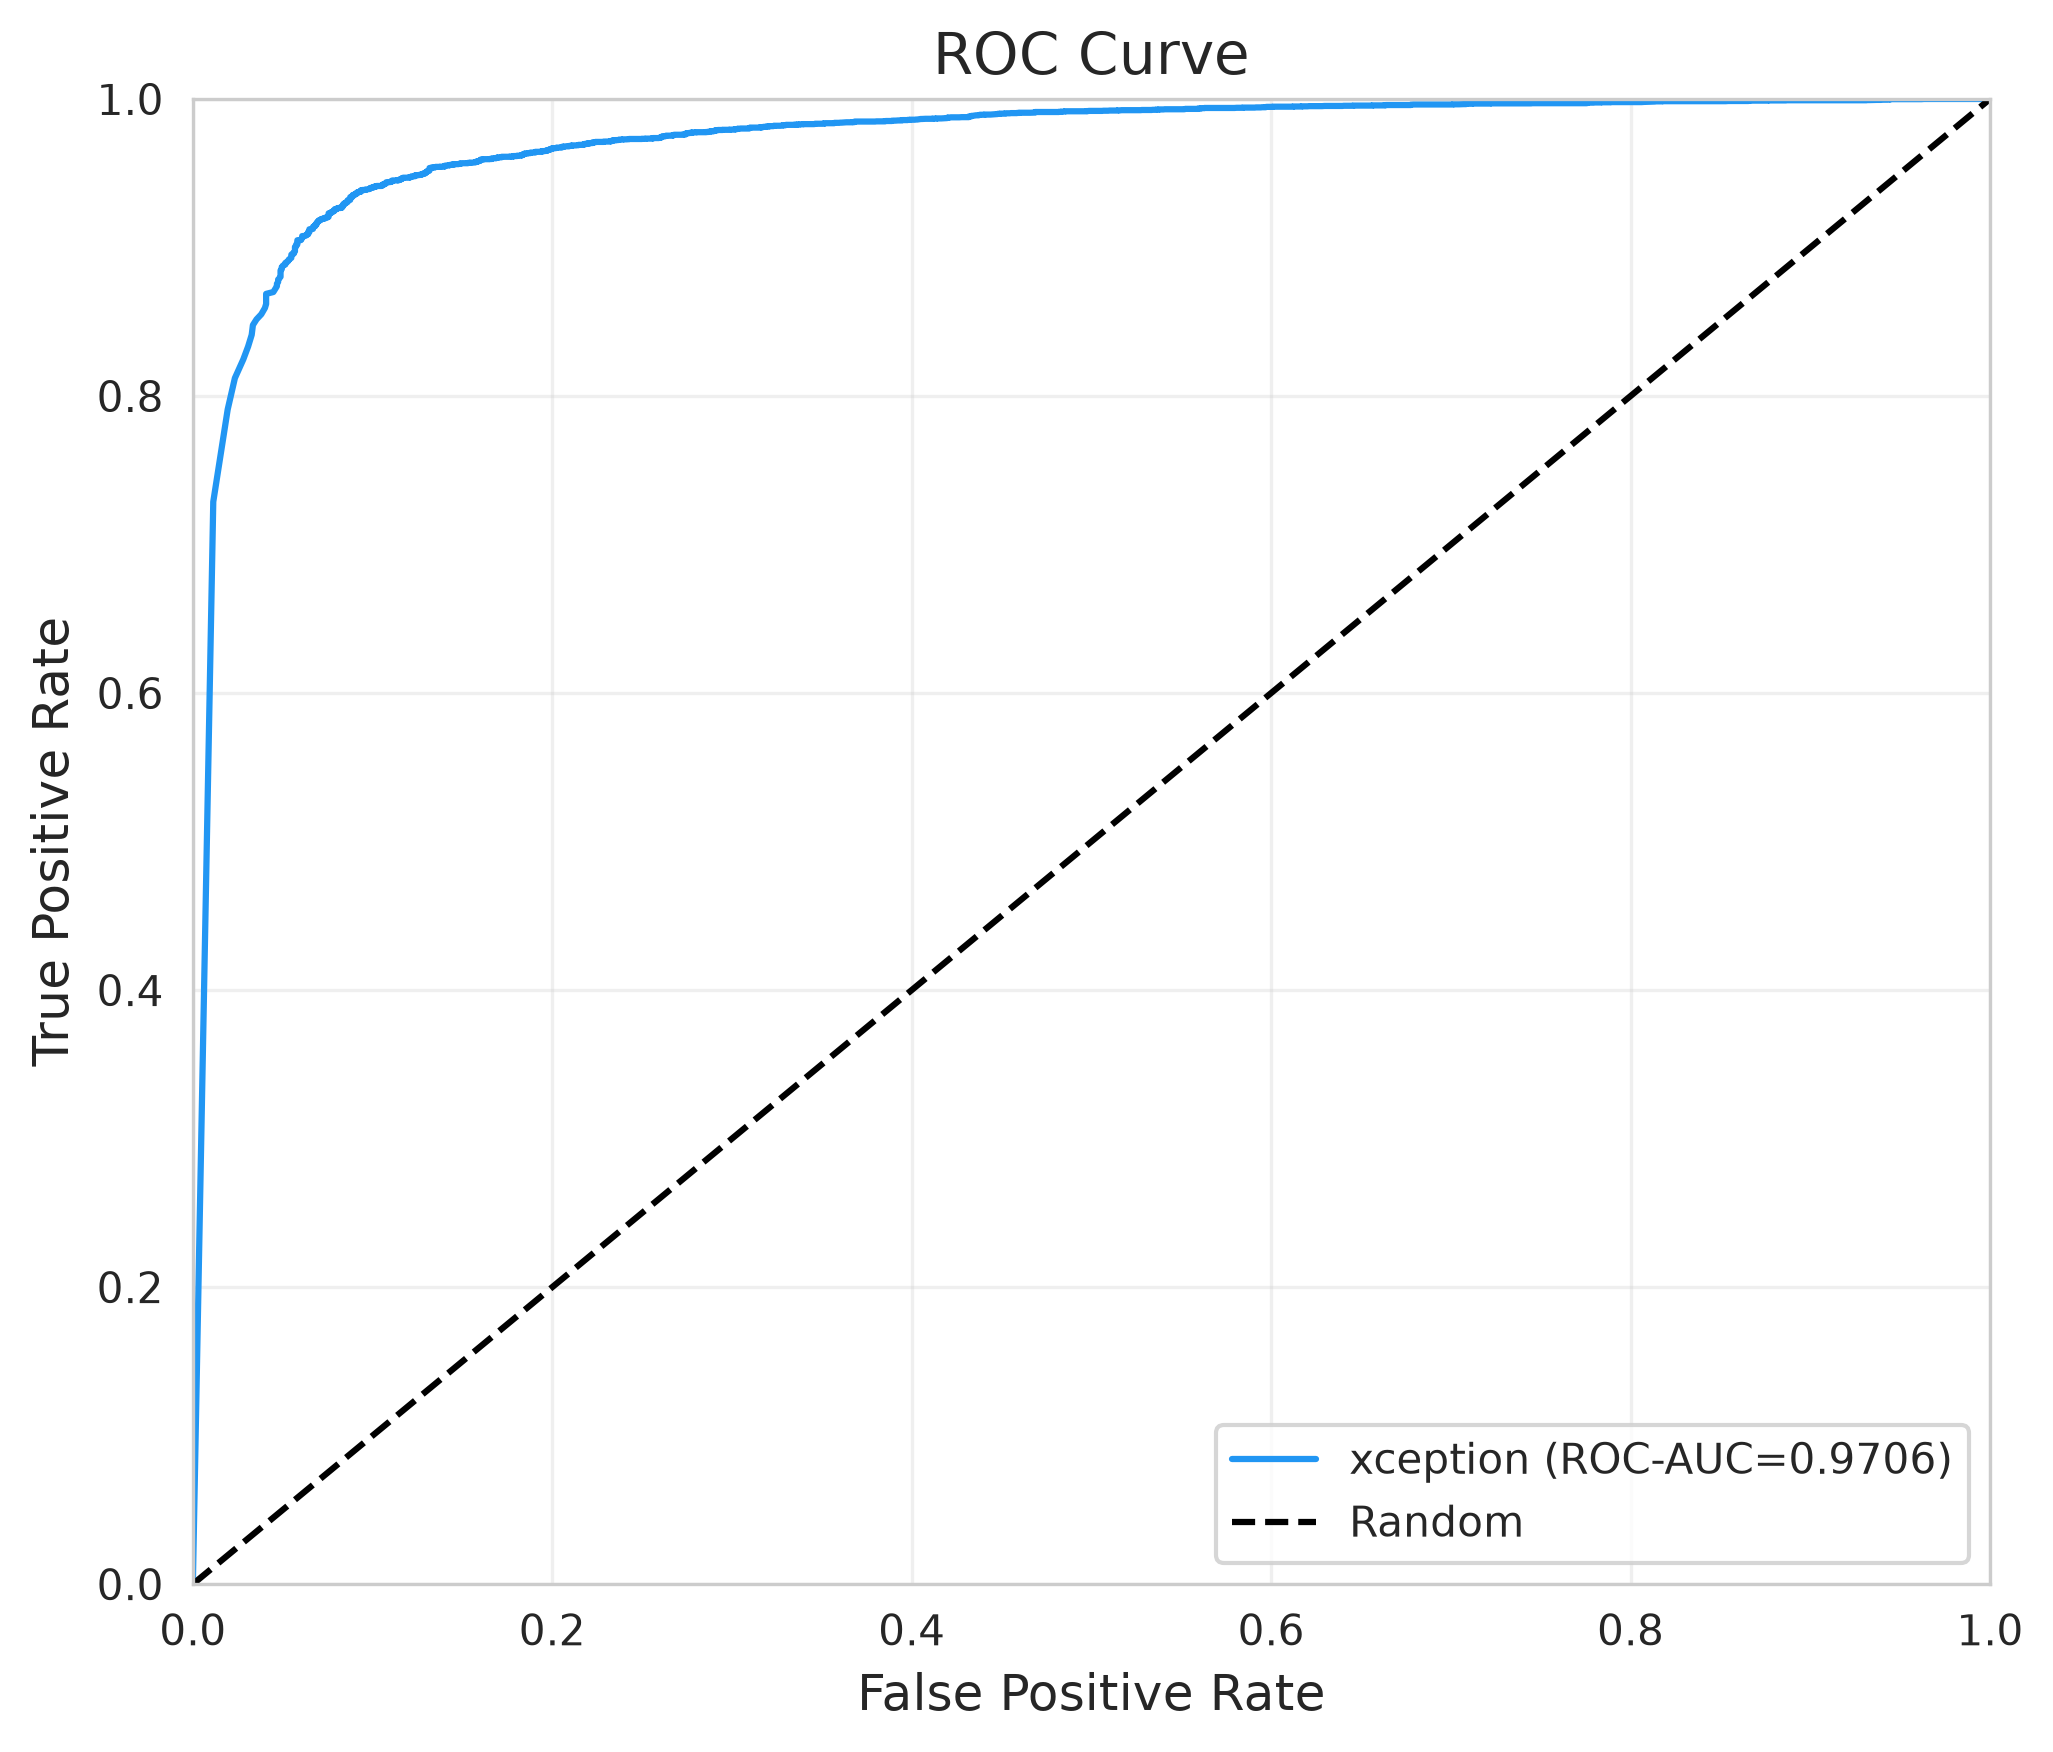 ROC Curve
1.0
0.8
0.6
0.4
0.2
0.0
True Positive Rate
xception (ROC-AUC=0.9706)
Random
0.0 0.2 0.4 0.6 0.8 1.0
False Positive Rate